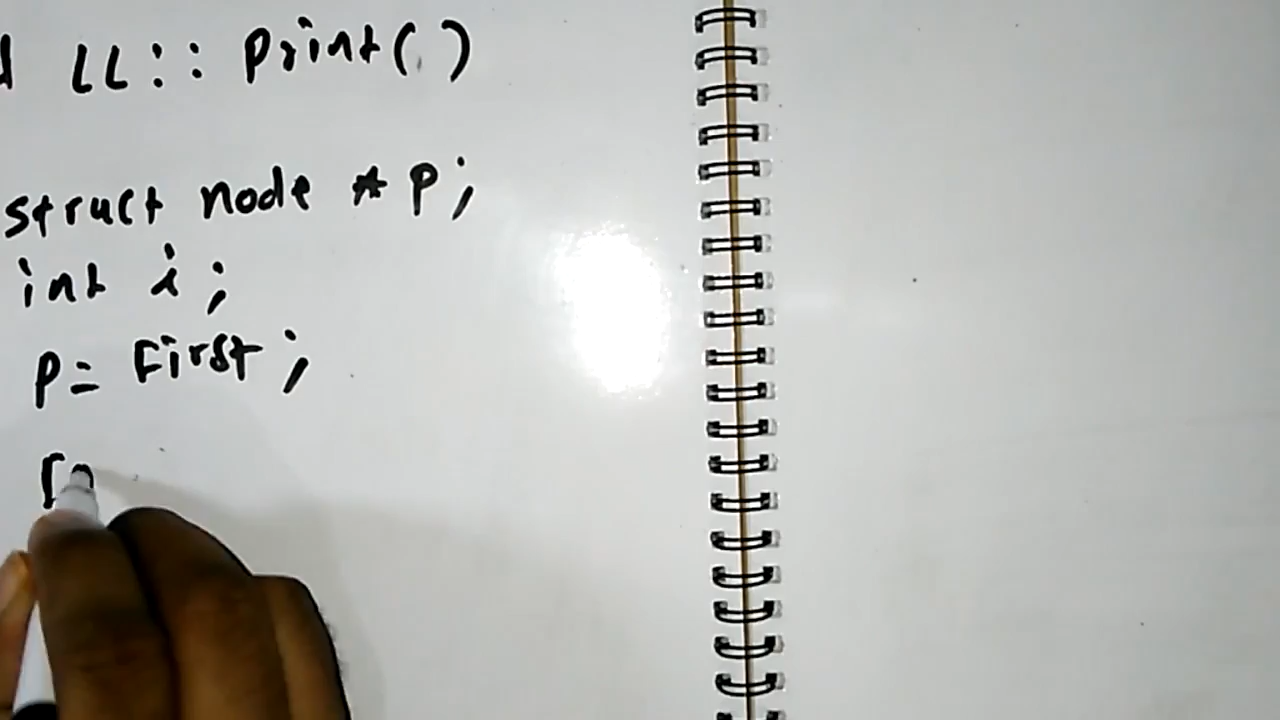 LL:: Print( )
struct node * p;
int i;
p= First;